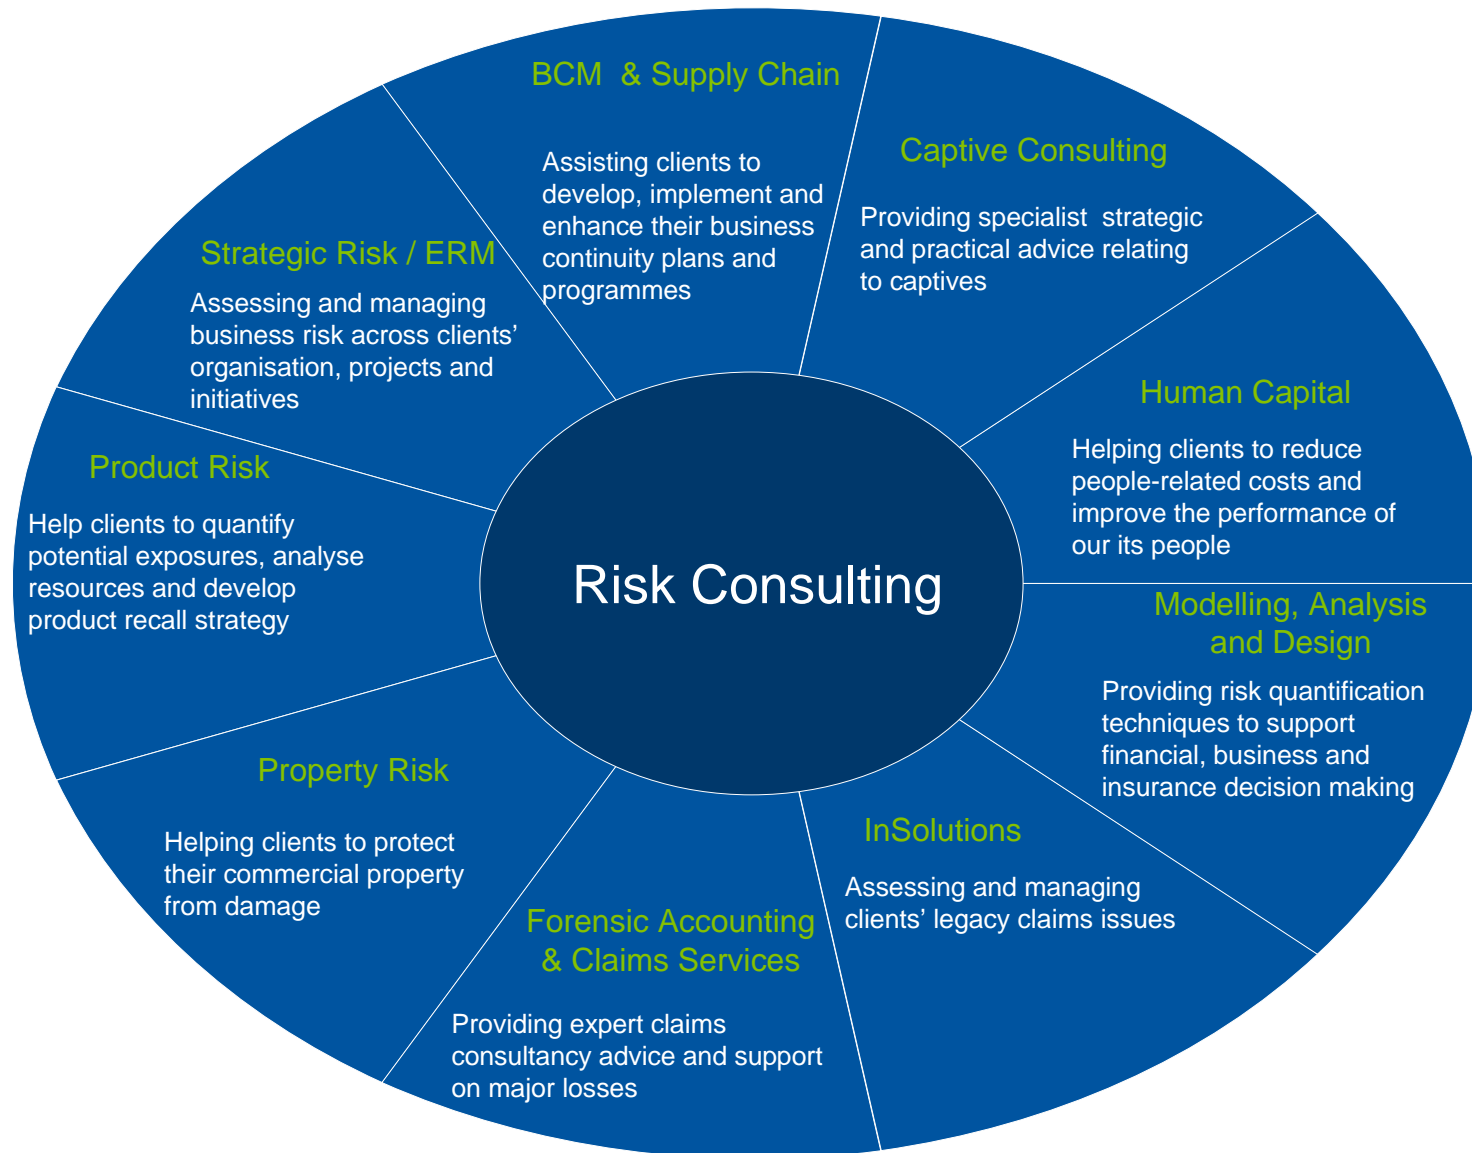 BCM & Supply Chain
Assisting clients to
develop, implement and
enhance their business
continuity plans and
programmes
Captive Consulting
Providing specialist strategic
and practical advice relating
to captives
Human Capital
Helping clients to reduce
people-related costs and
improve the performance of
our its people
Modelling, Analysis
and Design
Providing risk quantification
techniques to support
financial, business and
insurance decision making
InSolutions
Assessing and managing
clients’ legacy claims issues
Forensic Accounting
& Claims Services
Providing expert claims
consultancy advice and support
on major losses
Property Risk
Helping clients to protect
their commercial property
from damage
Product Risk
Help clients to quantify
potential exposures, analyse
resources and develop
product recall strategy
Strategic Risk / ERM
Assessing and managing
business risk across clients’
organisation, projects and
initiatives
Risk Consulting